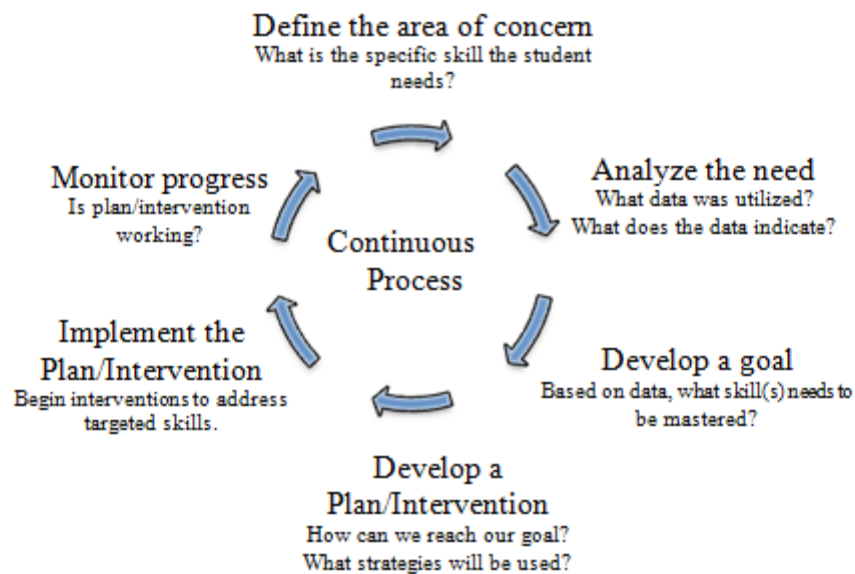 Define the area of concern
What is the specific skill the student
needs?
Analyze the need
What data was utilized?
What does the data indicate?
Develop a goal
Based on data, what skill(s) needs to
be mastered?
Develop a
Plan/Intervention
How can we reach our goal?
What strategies will be used?
Implement the
Plan/Intervention
Begin interventions to address
targeted skills.
Monitor progress
Is plan/intervention
working?
Continuous
Process